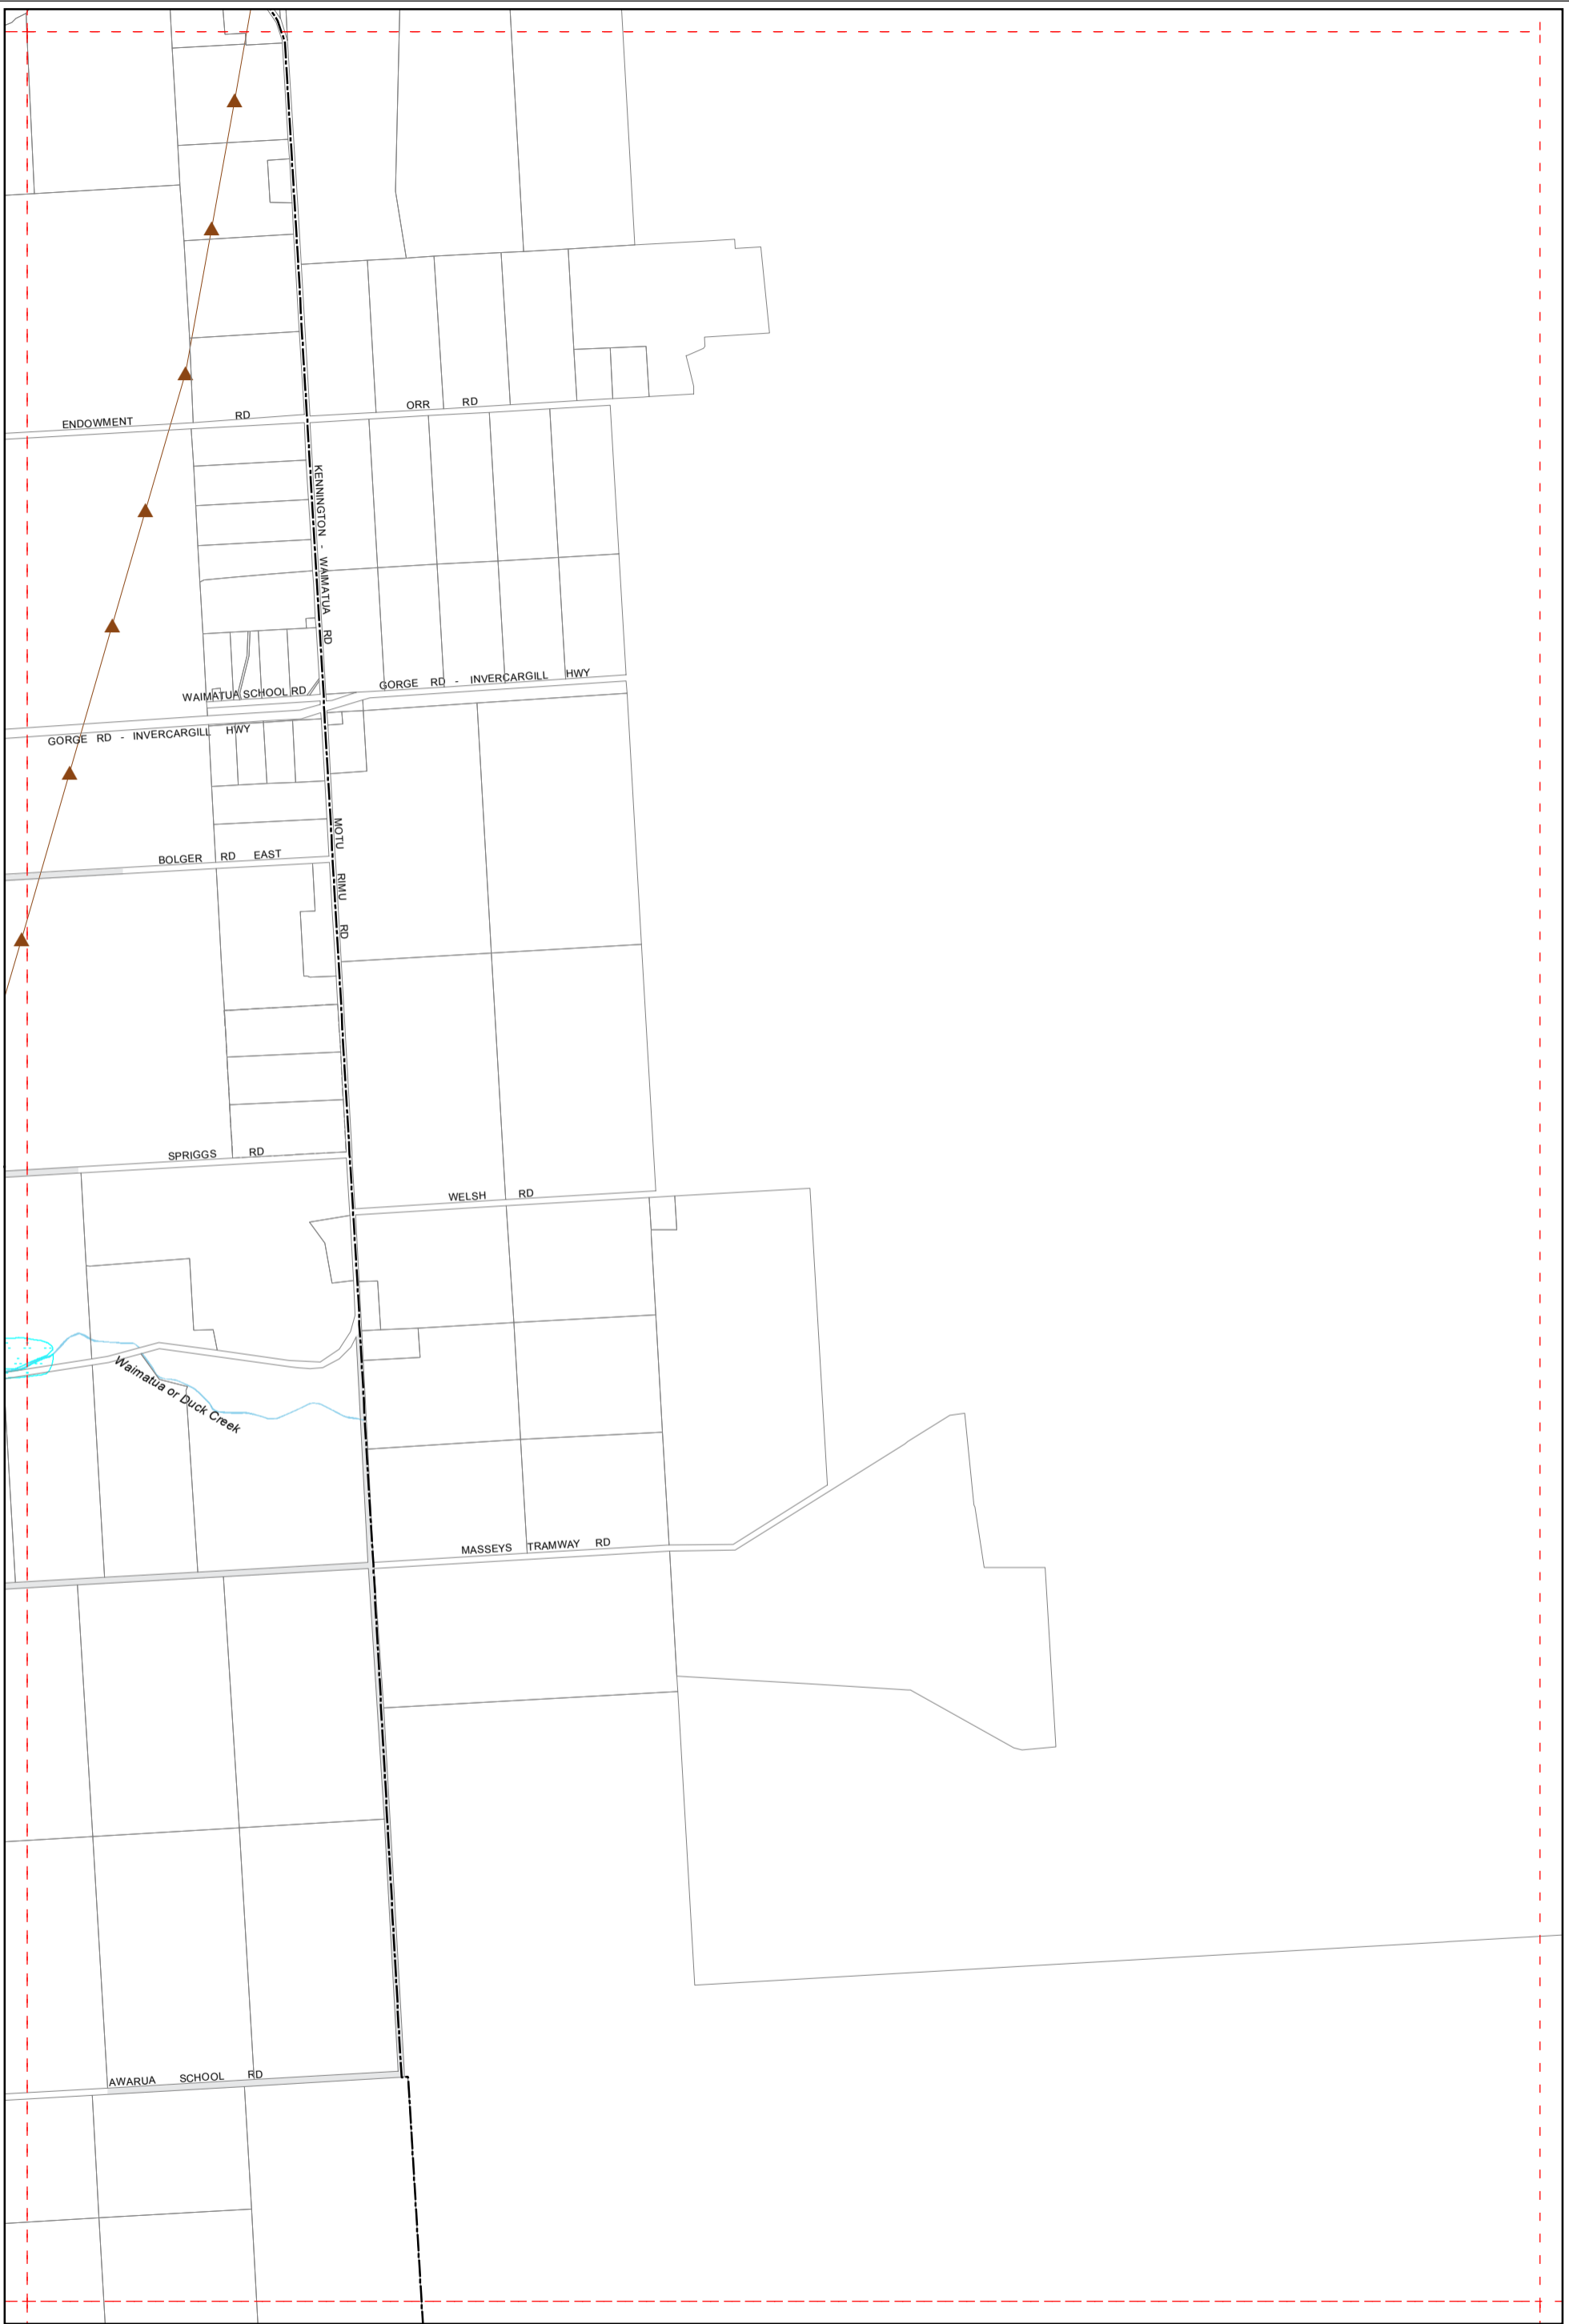 ENDOWMENT RD
ORR RD
KENNINGTON - WAIMATUA RD
WAIMATUA SCHOOL RD
GORGE RD - INVERCARGILL HWY
GORGE RD - INVERCARGILL HWY
MOTU RIMU RD
BOLGER RD EAST
SPRIGGS RD
WELSH RD
Waimatua or Duck Creek
MASSEYS TRAMWAY RD
AWARUA SCHOOL RD